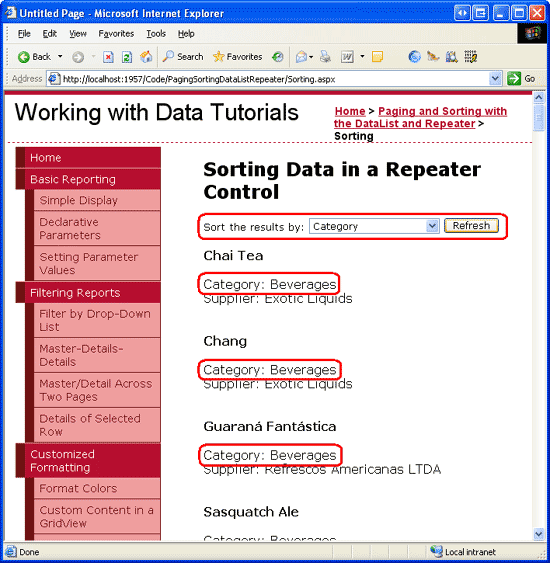 Untitled Page - Microsoft Internet Explorer
File Edit View Favorites Tools Help
Back Search Favorites
Address http://localhost:1957/Code/PagingSortingDataListRepeater/Sorting.aspx Go
Working with Data Tutorials
Home > Paging and Sorting with
the DataList and Repeater >
Sorting
Home
Basic Reporting
Simple Display
Declarative
Parameters
Setting Parameter
Values
Filtering Reports
Filter by Drop-Down
List
Master-Details-
Details
Master/Detail Across
Two Pages
Details of Selected
Row
Customized
Formatting
Format Colors
Custom Content in a
GridView
Sorting Data in a Repeater
Control
Sort the results by: Category Refresh
Chai Tea
Category: Beverages
Supplier: Exotic Liquids
Chang
Category: Beverages
Supplier: Exotic Liquids
Guaraná Fantástica
Category: Beverages
Supplier: Refrescos Americanas LTDA
Sasquatch Ale
Category: Beverages
Done Local intranet